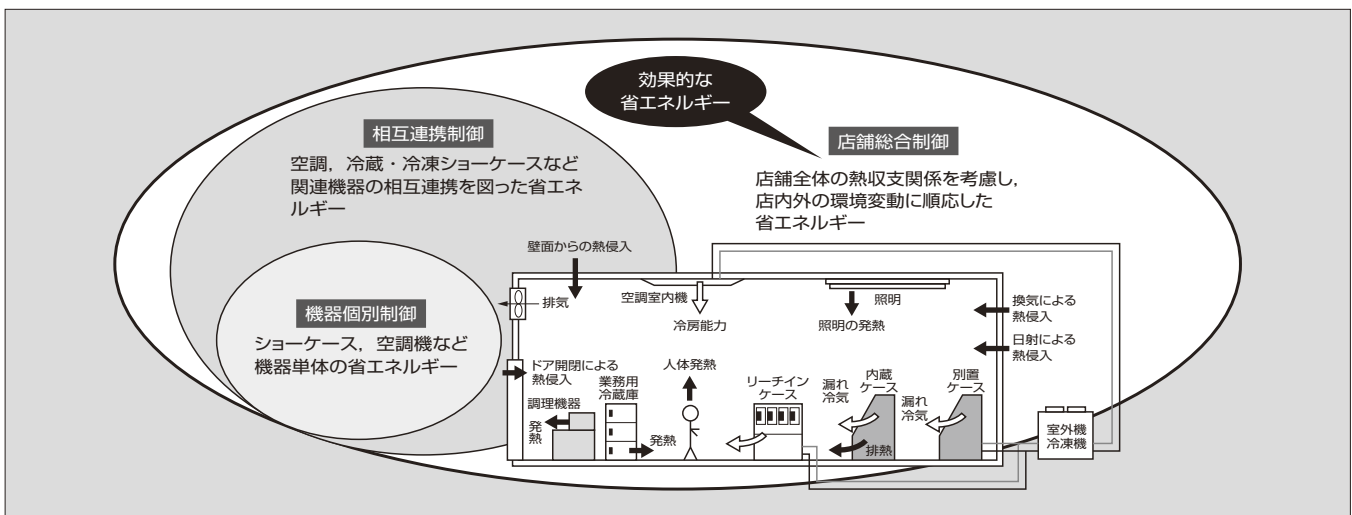 効果的な
省エネルギー
相互連携制御
空調，冷蔵・冷凍ショーケースなど
関連機器の相互連携を図った省エネ
ルギー
店舗総合制御
店舗全体の熱収支関係を考慮し，
店内外の環境変動に順応した
省エネルギー
機器個別制御
ショーケース，空調機など
機器単体の省エネルギー
壁面からの熱侵入
排気
空調室内機
冷房能力
照明
照明の発熱
換気による
熱侵入
日射による
熱侵入
ドア開閉による
熱侵入
調理機器
発熱
業務用
冷蔵庫
発熱
人体発熱
リーチイン
ケース
漏れ
冷気
内蔵
ケース
排熱
漏れ
冷気
別置
ケース
室外機
冷凍機